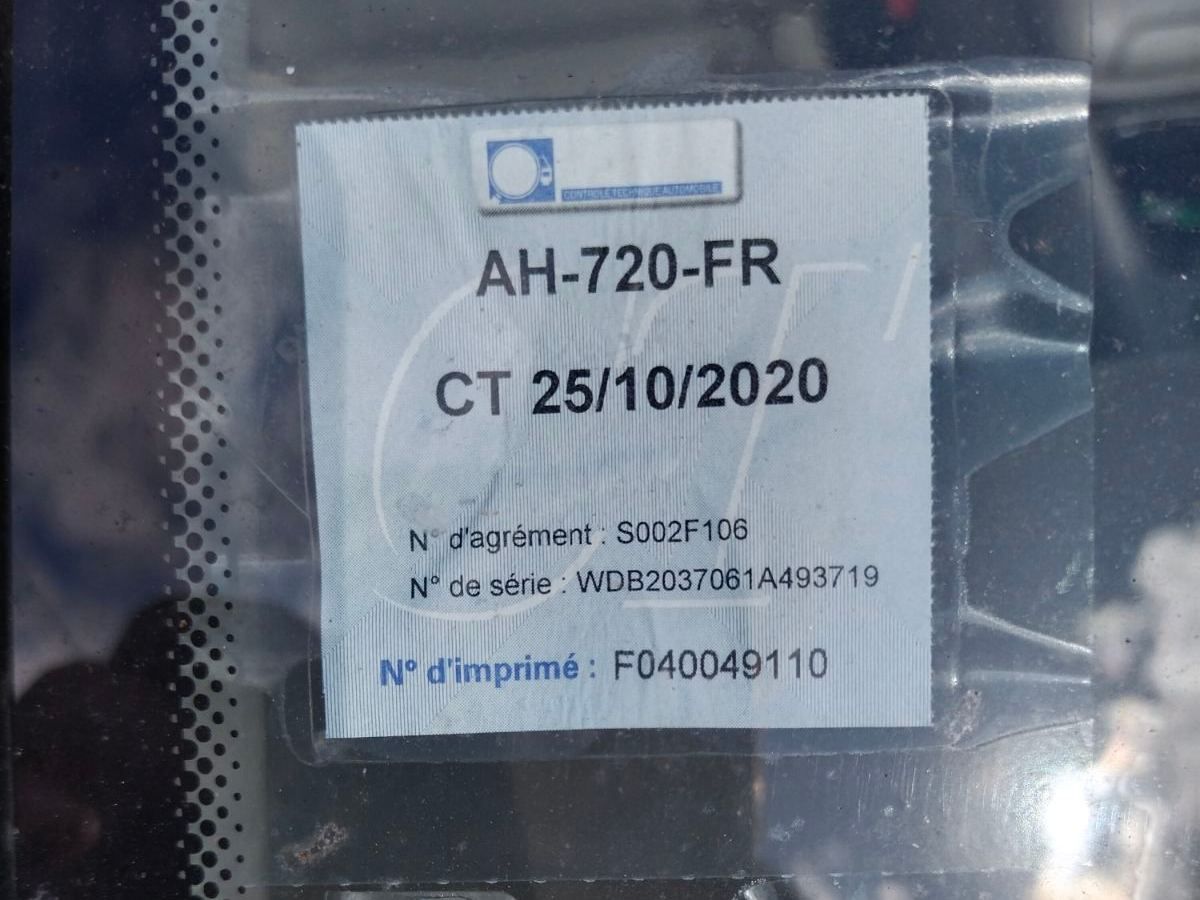 CONTROLE TECHNIQUE AUTOMOBILE
AH-720-FR
CT 25/10/2020
N° d'agrément : S002F106
N° de série : WDB2037061A493719
N° d'imprimé : F040049110